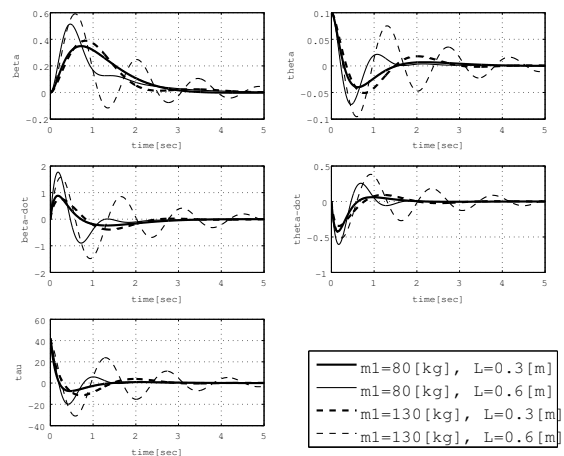 0.6
0.4
0.2
0
−0.2
beta
0 1 2 3 4 5
time[sec]
0.1
0.05
0
−0.05
−0.1
theta
0 1 2 3 4 5
time[sec]
2
1
0
−1
−2
beta-dot
0 1 2 3 4 5
time[sec]
0.5
0
−0.5
−1
theta-dot
0 1 2 3 4 5
time[sec]
60
40
20
0
−20
−40
tau
0 1 2 3 4 5
time[sec]
m1=80[kg], L=0.3[m]
m1=80[kg], L=0.6[m]
m1=130[kg], L=0.3[m]
m1=130[kg], L=0.6[m]